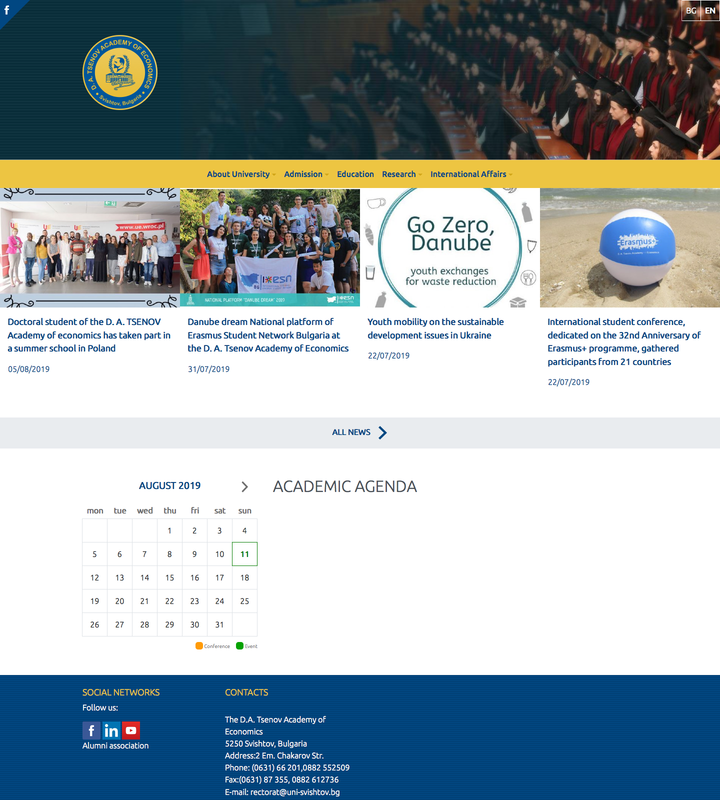 BG EN
D. A. TSENOV ACADEMY OF ECONOMICS
Svishtov, Bulgaria
About University Admission Education Research International Affairs
www.ue.wroc.pl
NATIONAL PLATFORM "DANUBE DREAM" 2019
Go Zero,
Danube
youth exchanges
for waste reduction
Erasmus+
Doctoral student of the D. A. TSENOV
Academy of economics has taken part in
a summer school in Poland
05/08/2019
Danube dream National platform of
Erasmus Student Network Bulgaria at
the D. A. Tsenov Academy of Economics
31/07/2019
Youth mobility on the sustainable
development issues in Ukraine
22/07/2019
International student conference,
dedicated on the 32nd Anniversary of
Erasmus+ programme, gathered
participants from 21 countries
22/07/2019
ALL NEWS
AUGUST 2019
ACADEMIC AGENDA
mon tue wed thu fri sat sun
1 2 3 4
5 6 7 8 9 10 11
12 13 14 15 16 17 18
19 20 21 22 23 24 25
26 27 28 29 30 31
Conference Event
SOCIAL NETWORKS
Follow us:
Alumni association
CONTACTS
The D.A. Tsenov Academy of
Economics
5250 Svishtov, Bulgaria
Address:2 Em. Chakarov Str.
Phone: (0631) 66 201,0882 552509
Fax:(0631) 87 355, 0882 612736
E-mail: rectorat@uni-svishtov.bg